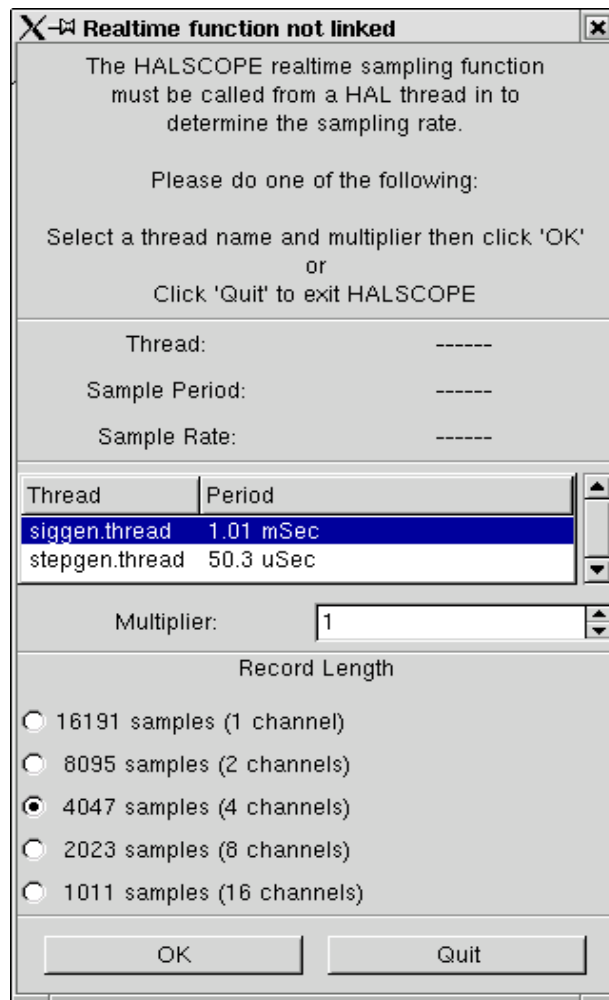 Realtime function not linked
The HALSCOPE realtime sampling function
must be called from a HAL thread in to
determine the sampling rate.
Please do one of the following:
Select a thread name and multiplier then click 'OK'
or
Click 'Quit' to exit HALSCOPE
Thread: ------
Sample Period: ------
Sample Rate: ------
Thread Period
siggen.thread 1.01 mSec
stepgen.thread 50.3 uSec
Multiplier: 1
Record Length
16191 samples (1 channel)
8095 samples (2 channels)
4047 samples (4 channels)
2023 samples (8 channels)
1011 samples (16 channels)
OK Quit